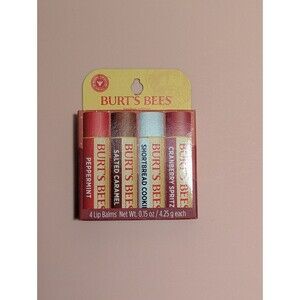 BURT'S BEES
PEPPERMINT
SALTED CARAMEL
SHORTBREAD COOKI
CRANBERRY SPRITZ
BURT'S BEES
BURT'S BEES
BURT'S BEES
BURT'S BEES
4 Lip Balms Net Wt. 0.15 oz / 4.25 g each